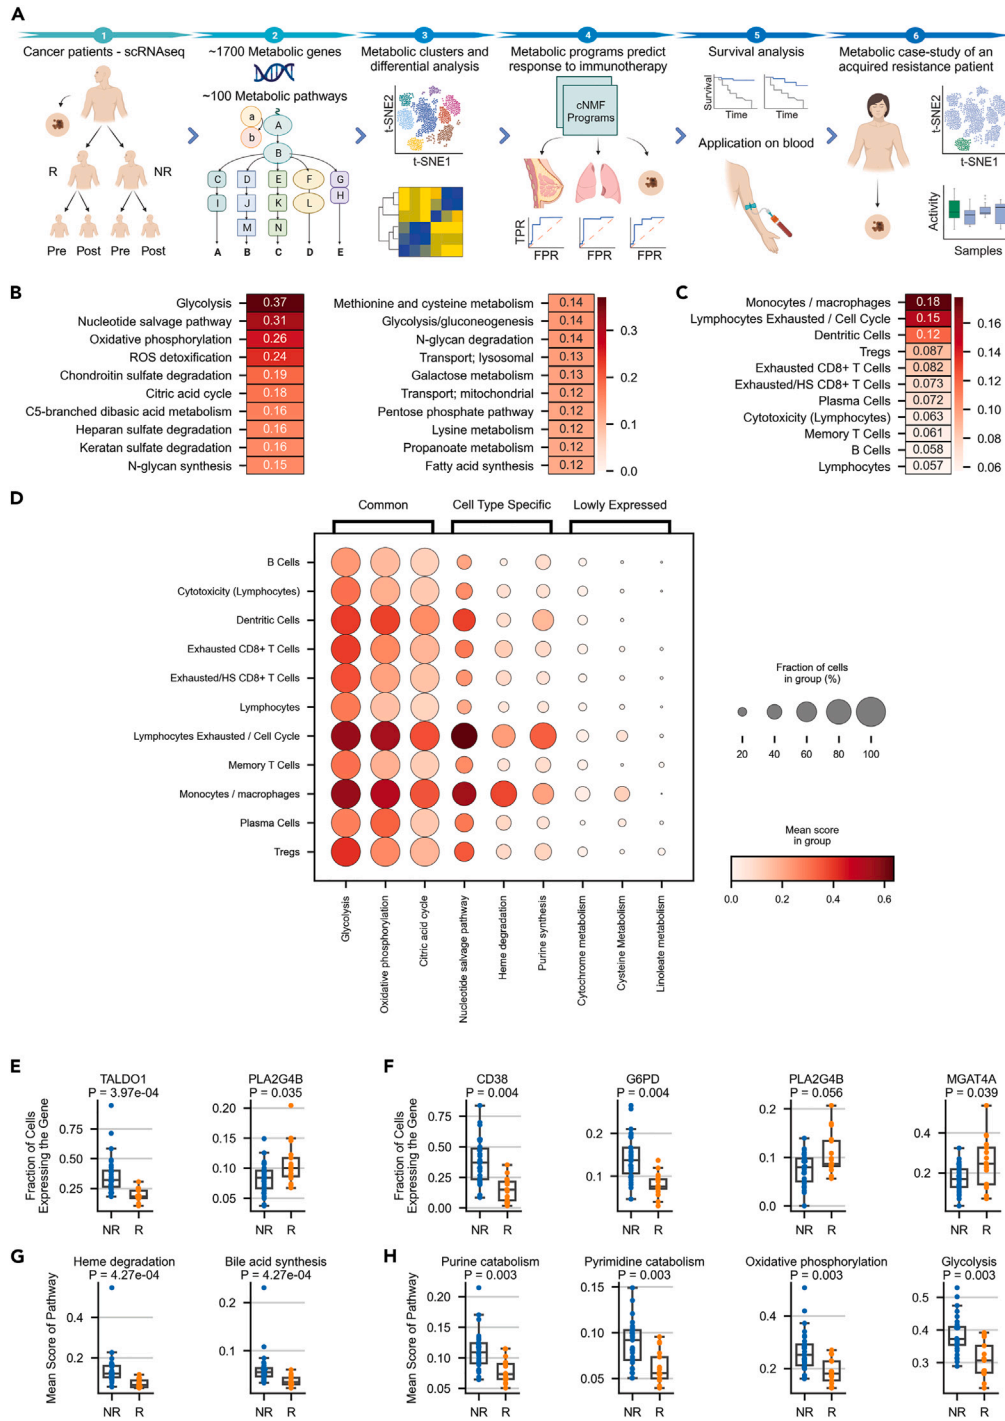 A
1 2 3 4 5 6
Cancer patients - scRNAseq
R NR
Pre Post Pre Post
~1700 Metabolic genes
~100 Metabolic pathways
a
b
A
B
C D E F G
I J K L H
M N
A B C D E
Metabolic clusters and
differential analysis
t-SNE2
t-SNE1
Metabolic programs predict
response to immunotherapy
cNMF
Programs
TPR
FPR FPR FPR
Survival analysis
Survival
Time Time
Application on blood
Metabolic case-study of an
acquired resistance patient
t-SNE2
t-SNE1
Activity
Samples
B
Glycolysis 0.37
Nucleotide salvage pathway 0.31
Oxidative phosphorylation 0.26
ROS detoxification 0.24
Chondroitin sulfate degradation 0.19
Citric acid cycle 0.18
C5-branched dibasic acid metabolism 0.16
Heparan sulfate degradation 0.16
Keratan sulfate degradation 0.16
N-glycan synthesis 0.15
Methionine and cysteine metabolism 0.14
Glycolysis/gluconeogenesis 0.14
N-glycan degradation 0.14
Transport; lysosomal 0.13
Galactose metabolism 0.13
Transport; mitochondrial 0.12
Pentose phosphate pathway 0.12
Lysine metabolism 0.12
Propanoate metabolism 0.12
Fatty acid synthesis 0.12
0.3
0.2
0.1
0.0
C
Monocytes / macrophages 0.18
Lymphocytes Exhausted / Cell Cycle 0.15
Dentritic Cells 0.12
Tregs 0.087
Exhausted CD8+ T Cells 0.082
Exhausted/HS CD8+ T Cells 0.073
Plasma Cells 0.072
Cytotoxicity (Lymphocytes) 0.063
Memory T Cells 0.061
B Cells 0.058
Lymphocytes 0.057
0.16
0.14
0.12
0.10
0.08
0.06
D
Common Cell Type Specific Lowly Expressed
B Cells
Cytotoxicity (Lymphocytes)
Dentritic Cells
Exhausted CD8+ T Cells
Exhausted/HS CD8+ T Cells
Lymphocytes
Lymphocytes Exhausted / Cell Cycle
Memory T Cells
Monocytes / macrophages
Plasma Cells
Tregs
Glycolysis
Oxidative phosphorylation
Citric acid cycle
Nucleotide salvage pathway
Heme degradation
Purine synthesis
Cytochrome metabolism
Cysteine Metabolism
Linoleate metabolism
Fraction of cells
in group (%)
20 40 60 80 100
Mean score
in group
0.0 0.2 0.4 0.6
E
Fraction of Cells
Expressing the Gene
TALDO1
P = 3.97e-04
0.75
0.50
0.25
NR R
PLA2G4B
P = 0.035
0.20
0.15
0.10
0.05
NR R
F
Fraction of Cells
Expressing the Gene
CD38
P = 0.004
0.75
0.50
0.25
0.00
NR R
G6PD
P = 0.004
0.2
0.1
NR R
PLA2G4B
P = 0.056
0.2
0.1
0.0
NR R
MGAT4A
P = 0.039
0.4
0.2
0.0
NR R
G
Mean Score of Pathway
Heme degradation
P = 4.27e-04
0.4
0.2
NR R
Bile acid synthesis
P = 4.27e-04
0.2
0.1
NR R
H
Mean Score of Pathway
Purine catabolism
P = 0.003
0.20
0.15
0.10
0.05
NR R
Pyrimidine catabolism
P = 0.003
0.15
0.10
0.05
NR R
Oxidative phosphorylation
P = 0.003
0.4
0.2
NR R
Glycolysis
P = 0.003
0.5
0.4
0.3
NR R